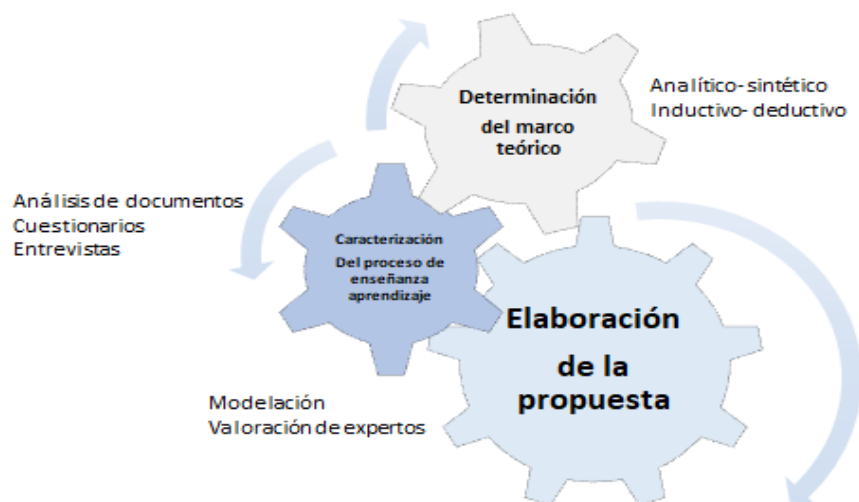 Determinación
del marco
teórico
Analítico- sintético
Inductivo- deductivo
Análisis de documentos
Cuestionarios
Entrevistas
Caracterización
Del proceso de
enseñanza
aprendizaje
Elaboración
de la
propuesta
Modelación
Valoración de expertos